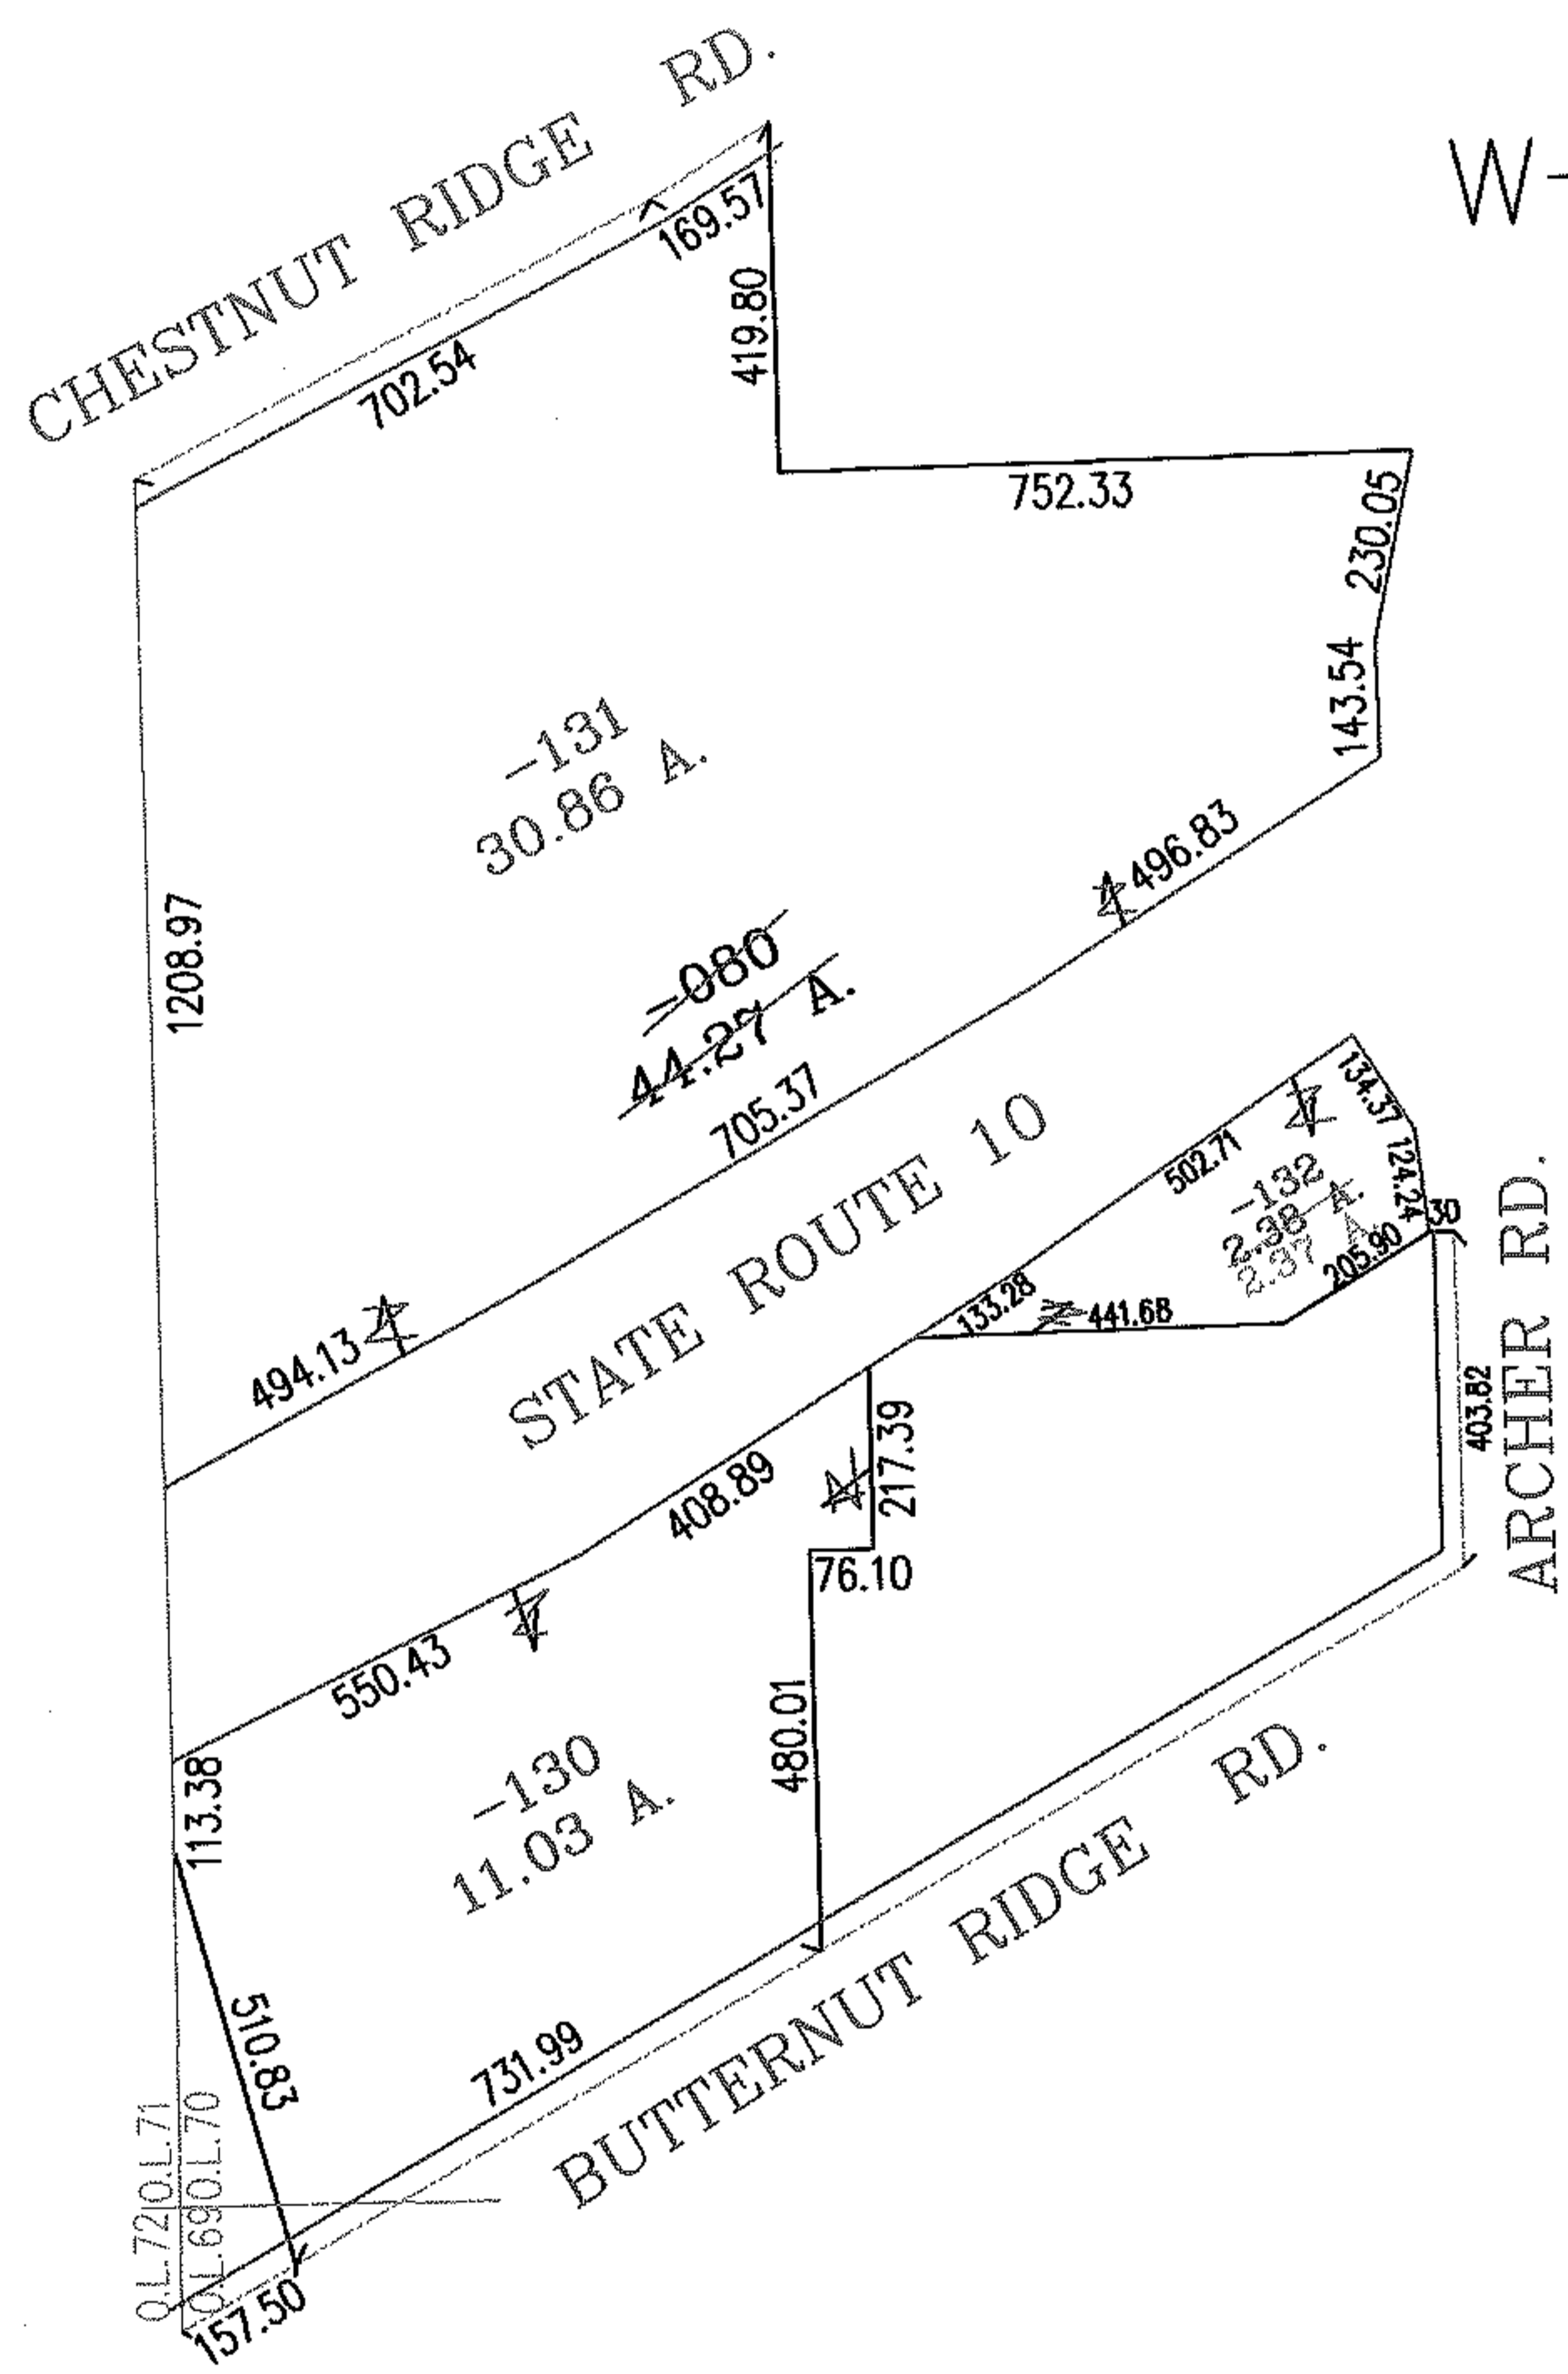 CHESTNUT RIDGE RD.
W
169.57
702.54
419.80
752.33
230.05
143.54
-131
30.86 A.
496.83
-080
44.27 A.
1208.97
705.37
STATE ROUTE 10
134.37
124.24
502.71
-132
2.38 A.
2.37 A.
30
205.90
133.28
441.68
ARCHER RD.
403.82
494.13
408.89
217.39
76.10
550.43
480.01
113.38
-130
11.03 A.
510.83
731.99
BUTTERNUT RIDGE RD.
O.L.72 O.L.71
O.L.69 O.L.70
157.50